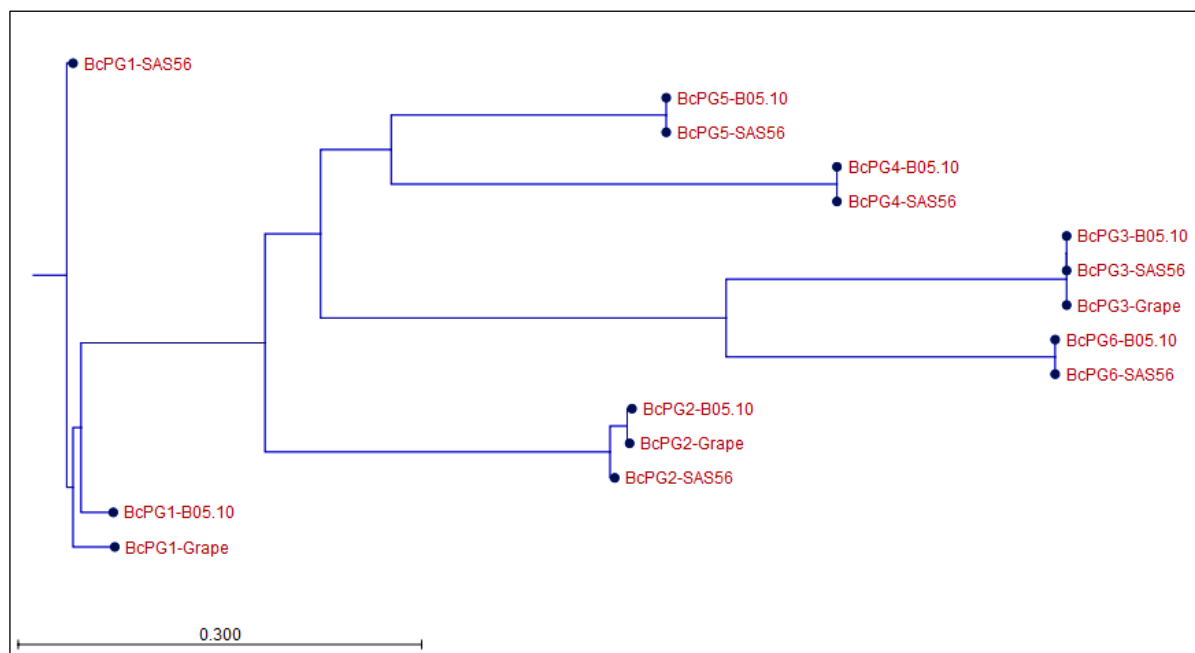 BcPG1-SAS56
BcPG5-B05.10
BcPG5-SAS56
BcPG4-B05.10
BcPG4-SAS56
BcPG3-B05.10
BcPG3-SAS56
BcPG3-Grape
BcPG6-B05.10
BcPG6-SAS56
BcPG2-B05.10
BcPG2-Grape
BcPG2-SAS56
BcPG1-B05.10
BcPG1-Grape
0.300